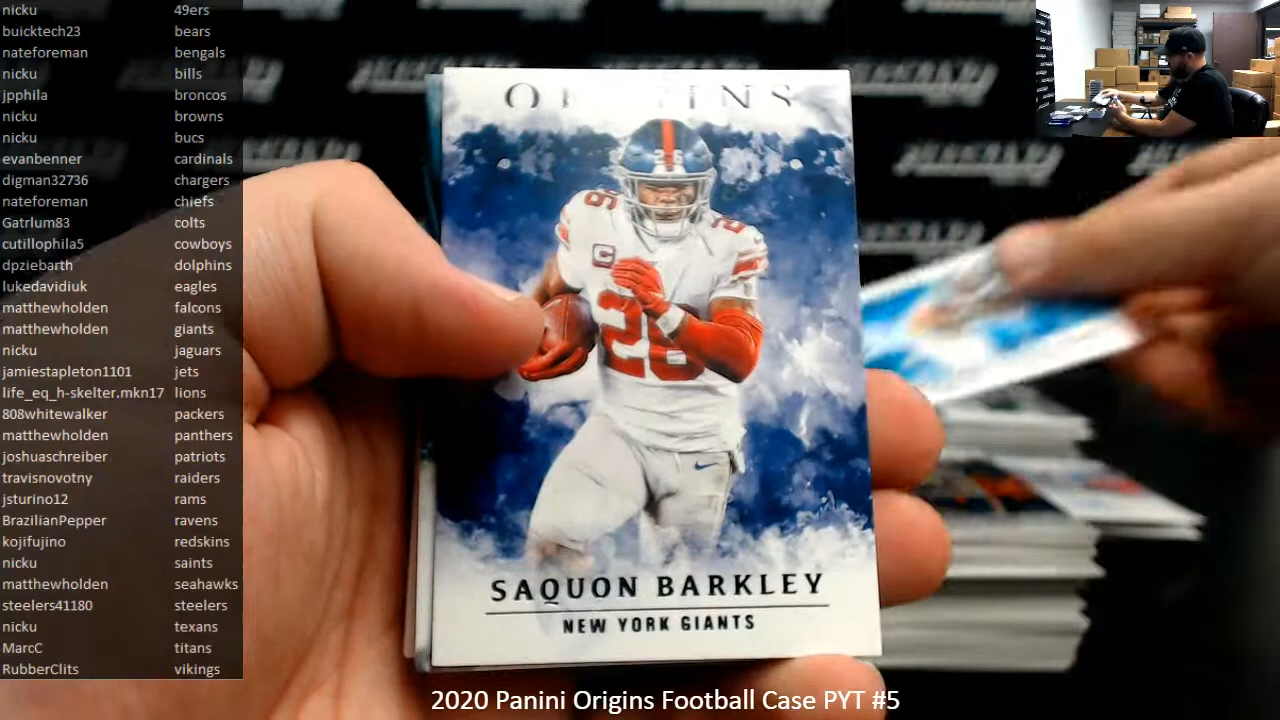 nicku 49ers
buicktech23 bears
nateforeman bengals
nicku bills
jpphila broncos
nicku browns
nicku bucs
evanbenner cardinals
digman32736 chargers
nateforeman chiefs
Gatrlum83 colts
cutillophila5 cowboys
dpziebarth dolphins
lukedavidiuk eagles
matthewholden falcons
matthewholden giants
nicku jaguars
jamiestapleton1101 jets
life_eq_h-skelter.mkn17 lions
808whitewalker packers
matthewholden panthers
joshuaschreiber patriots
travisnovotny raiders
jsturino12 rams
BrazilianPepper ravens
kojifujino redskins
nicku saints
matthewholden seahawks
steelers41180 steelers
nicku texans
MarcC titans
RubberClits vikings
ORIGINS
26
26
C
26
SAQUON BARKLEY
NEW YORK GIANTS
2020 Panini Origins Football Case PYT #5